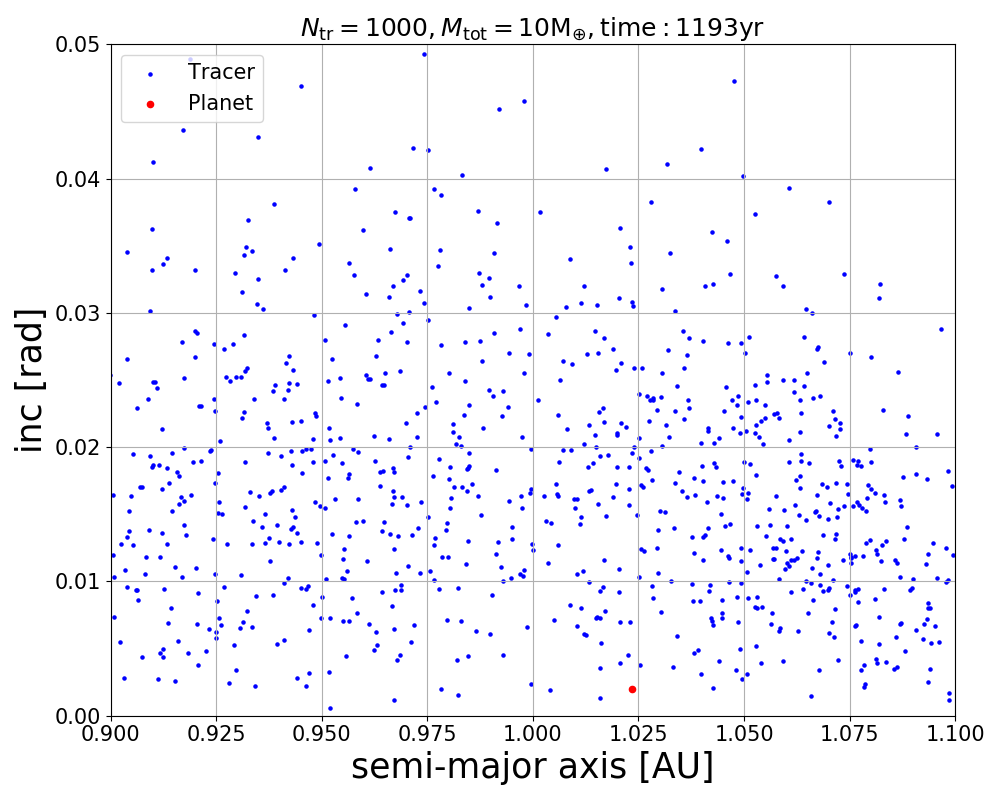 N_tr = 1000, M_tot = 10M_⊕, time : 1193yr
Tracer
Planet
0.05
0.04
0.03
0.02
0.01
0.00
inc [rad]
0.900 0.925 0.950 0.975 1.000 1.025 1.050 1.075 1.100
semi-major axis [AU]